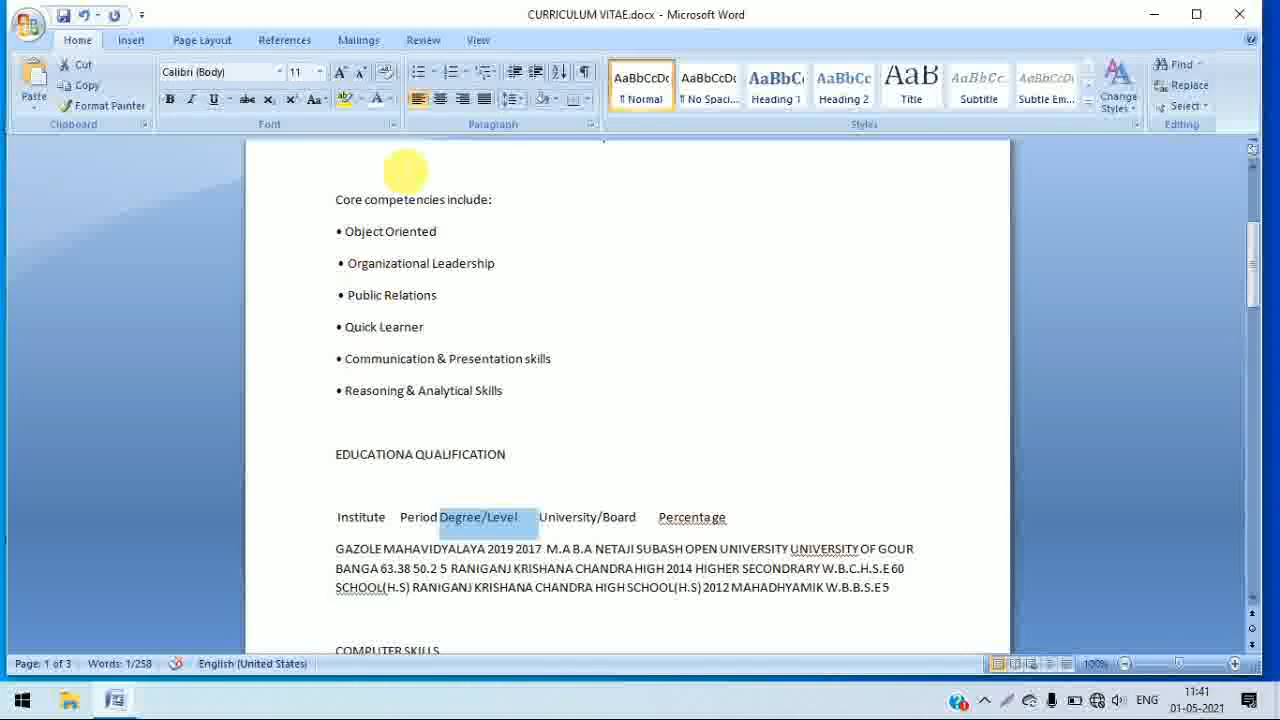 CURRICULUM VITAE.docx - Microsoft Word
Home Insert Page Layout References Mailings Review View
Paste
Cut
Copy
Format Painter
Clipboard
Calibri (Body) 11
Font
Paragraph
AaBbCcDc AaBbCcDc AaBbC AaBbCc AaB AaBbCc. AaBbCcDc
¶ Normal ¶ No Spaci... Heading 1 Heading 2 Title Subtitle Subtle Em...
Change Styles
Styles
Find
Replace
Select
Editing
Core competencies include:
• Object Oriented
• Organizational Leadership
• Public Relations
• Quick Learner
• Communication & Presentation skills
• Reasoning & Analytical Skills
EDUCATIONA QUALIFICATION
Institute Period Degree/Level University/Board Percentage
GAZOLE MAHAVIDYALAYA 2019 2017 M.A B.A NETAJI SUBASH OPEN UNIVERSITY UNIVERSITY OF GOUR
BANGA 63.38 50.2 5 RANIGANJ KRISHANA CHANDRA HIGH 2014 HIGHER SECONDRARY W.B.C.H.S.E 60
SCHOOL(H.S) RANIGANJ KRISHANA CHANDRA HIGH SCHOOL(H.S) 2012 MAHADHYAMIK W.B.B.S.E 5
COMPUTER SKILLS
Page: 1 of 3 Words: 1/258 English (United States) 100%
ENG 11:41
01-05-2021